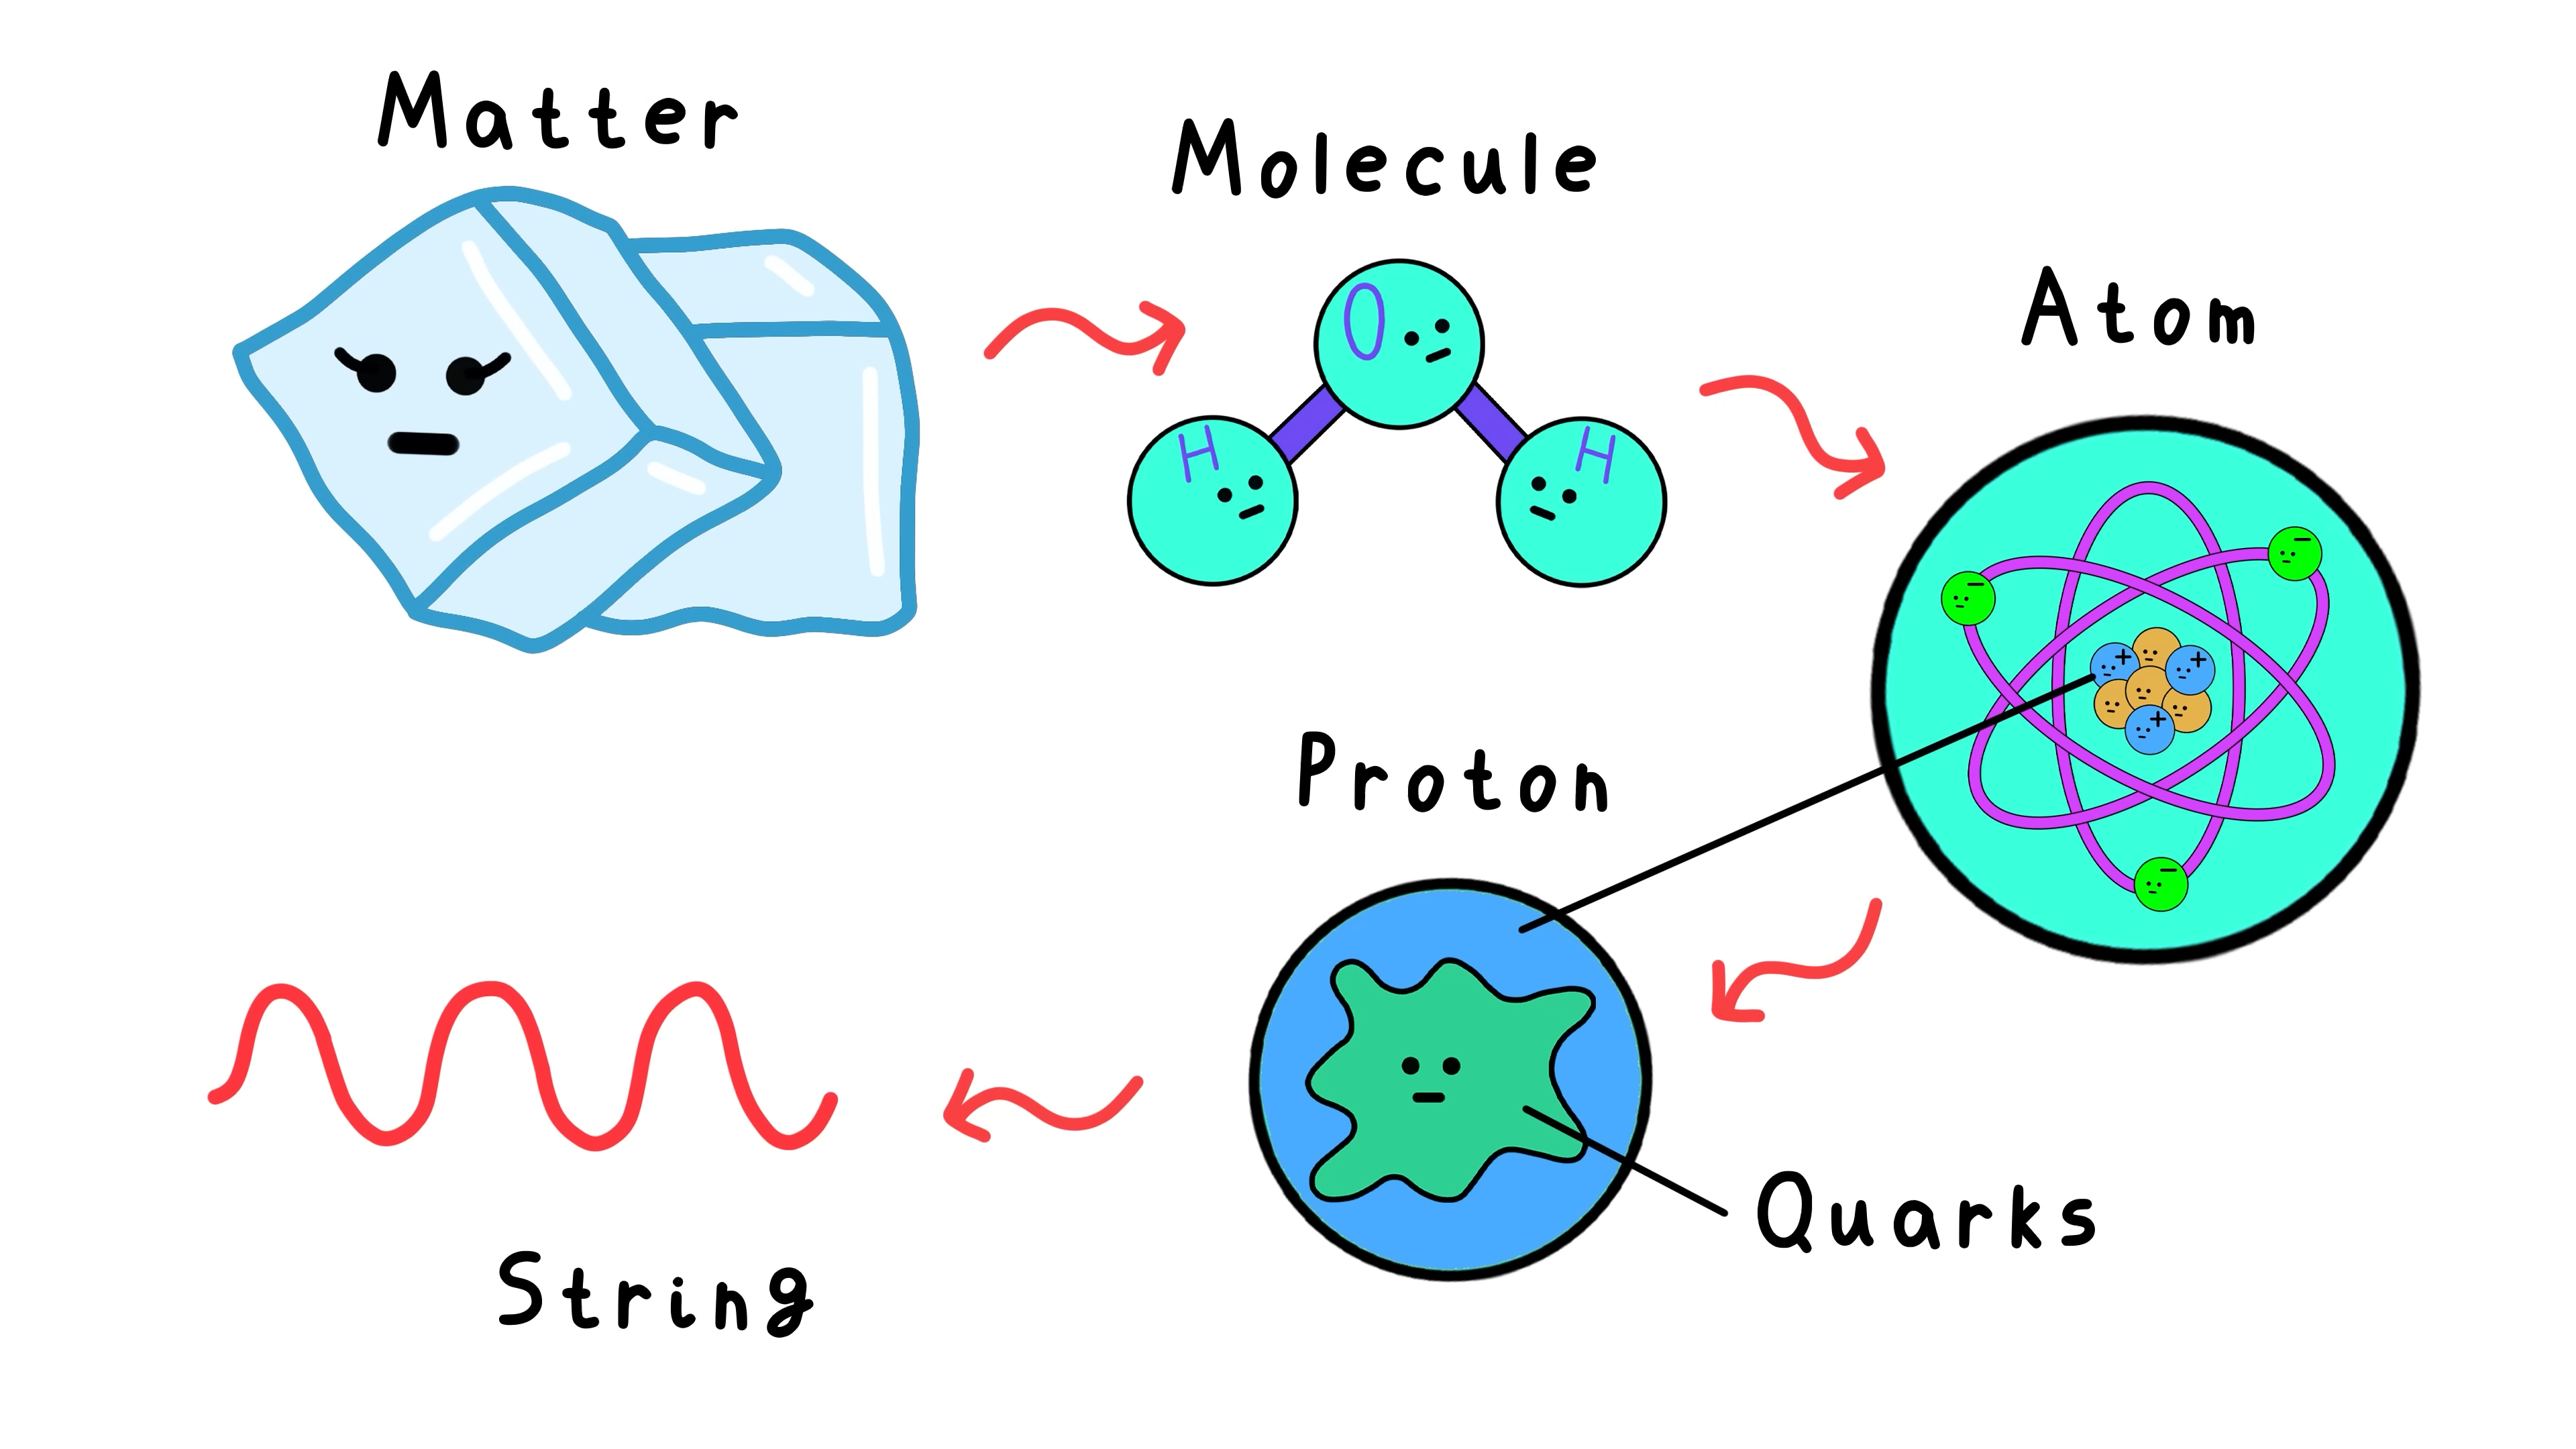 Matter
Molecule
O
H
H
Atom
-
-
+
+
+
-
Proton
Quarks
String